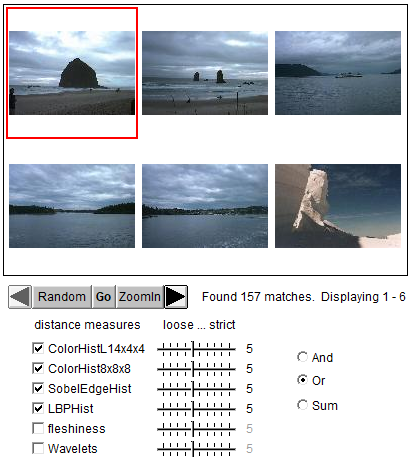 Random Go ZoomIn Found 157 matches. Displaying 1 - 6
distance measures loose ... strict
ColorHistL14x4x4 5
ColorHist8x8x8 5
SobelEdgeHist 5
LBPHist 5
fleshiness 5
Wavelets 5
And
Or
Sum